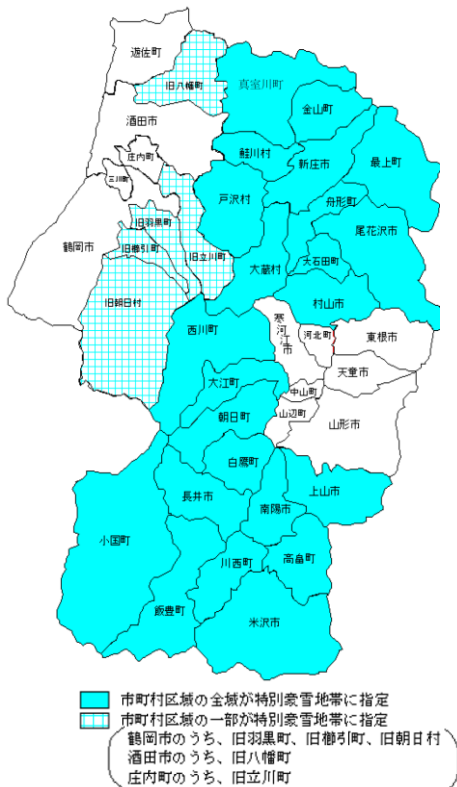 遊佐町
旧八幡町
真室川町
金山町
酒田市
庄内町
鮭川村
新庄市
最上町
三川町
戸沢村
舟形町
旧羽黒町
尾花沢市
鶴岡市
旧櫛引町
旧立川町
大蔵村
大石田町
旧朝日村
村山市
西川町
寒河江市
河北町
東根市
大江町
天童市
中山町
朝日町
山辺町
山形市
白鷹町
長井市
南陽市
上山市
小国町
川西町
高畠町
飯豊町
米沢市
市町村区域の全域が特別豪雪地帯に指定
市町村区域の一部が特別豪雪地帯に指定
鶴岡市のうち、旧羽黒町、旧櫛引町、旧朝日村
酒田市のうち、旧八幡町
庄内町のうち、旧立川町